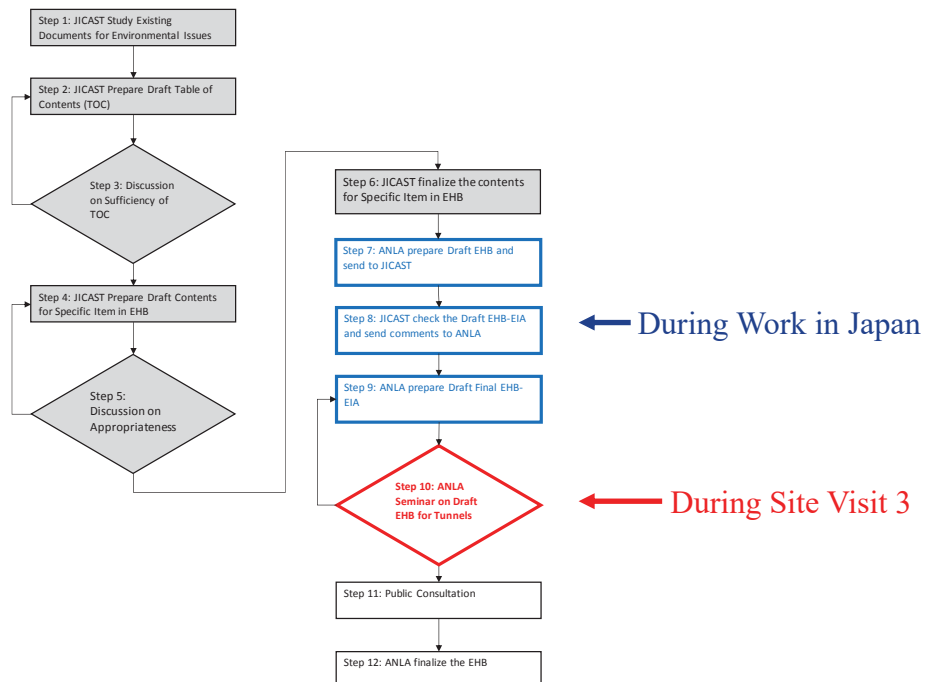 Step 1: JICAST Study Existing
Documents for Environmental Issues
Step 2: JICAST Prepare Draft Table of
Contents (TOC)
Step 3: Discussion
on Sufficiency of
TOC
Step 4: JICAST Prepare Draft Contents
for Specific Item in EHB
Step 5:
Discussion on
Appropriateness
Step 6: JICAST finalize the contents
for Specific Item in EHB
Step 7: ANLA prepare Draft EHB and
send to JICAST
Step 8: JICAST check the Draft EHB-EIA
and send comments to ANLA
During Work in Japan
Step 9: ANLA prepare Draft Final EHB-
EIA
Step 10: ANLA
Seminar on Draft
EHB for Tunnels
During Site Visit 3
Step 11: Public Consultation
Step 12: ANLA finalize the EHB